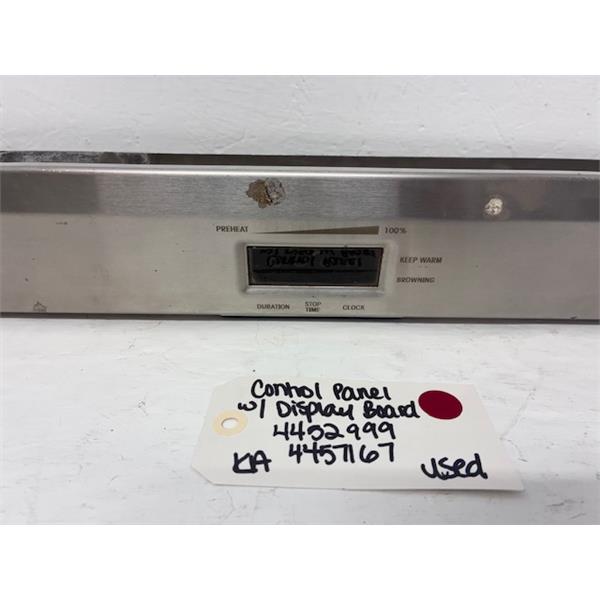 PREHEAT 100%
KEEP WARM
BROWNING
DURATION STOP TIME CLOCK
Control Panel
w/ Display Board
4452999
KA 4457167
Used